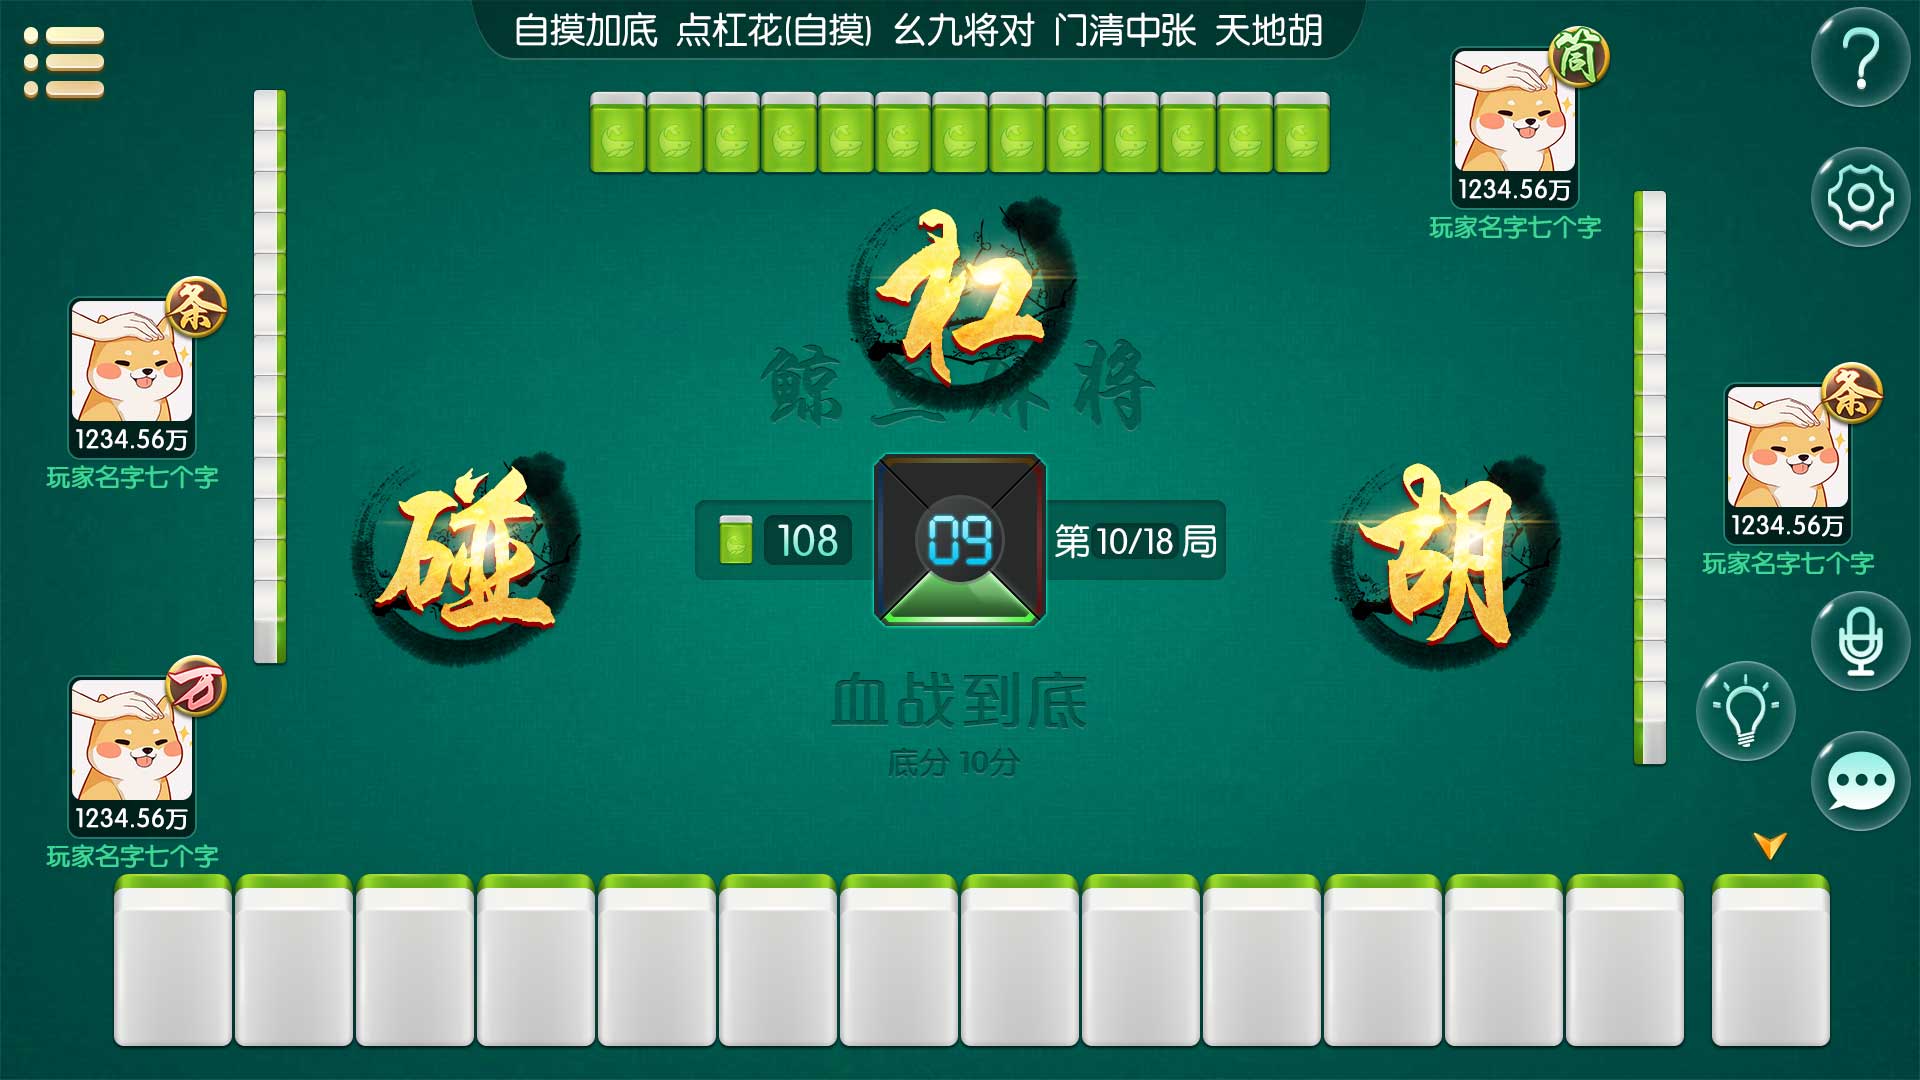 自摸加底 点杠花(自摸) 幺九将对 门清中张 天地胡
筒
1234.56万
玩家名字七个字
杠
鲸鱼麻将
条
1234.56万
玩家名字七个字
条
1234.56万
玩家名字七个字
碰
108
09
第10/18局
胡
血战到底
底分 10分
万
1234.56万
玩家名字七个字